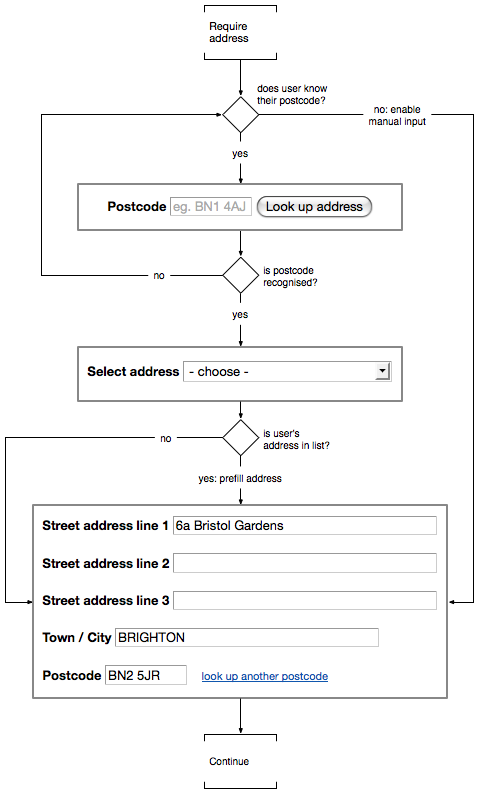 Require
address
does user know
their postcode?
no: enable
manual input
yes
Postcode eg. BN1 4AJ Look up address
no
is postcode
recognised?
yes
Select address - choose -
no
is user's
address in list?
yes: prefill address
Street address line 1 6a Bristol Gardens
Street address line 2
Street address line 3
Town / City BRIGHTON
Postcode BN2 5JR look up another postcode
Continue